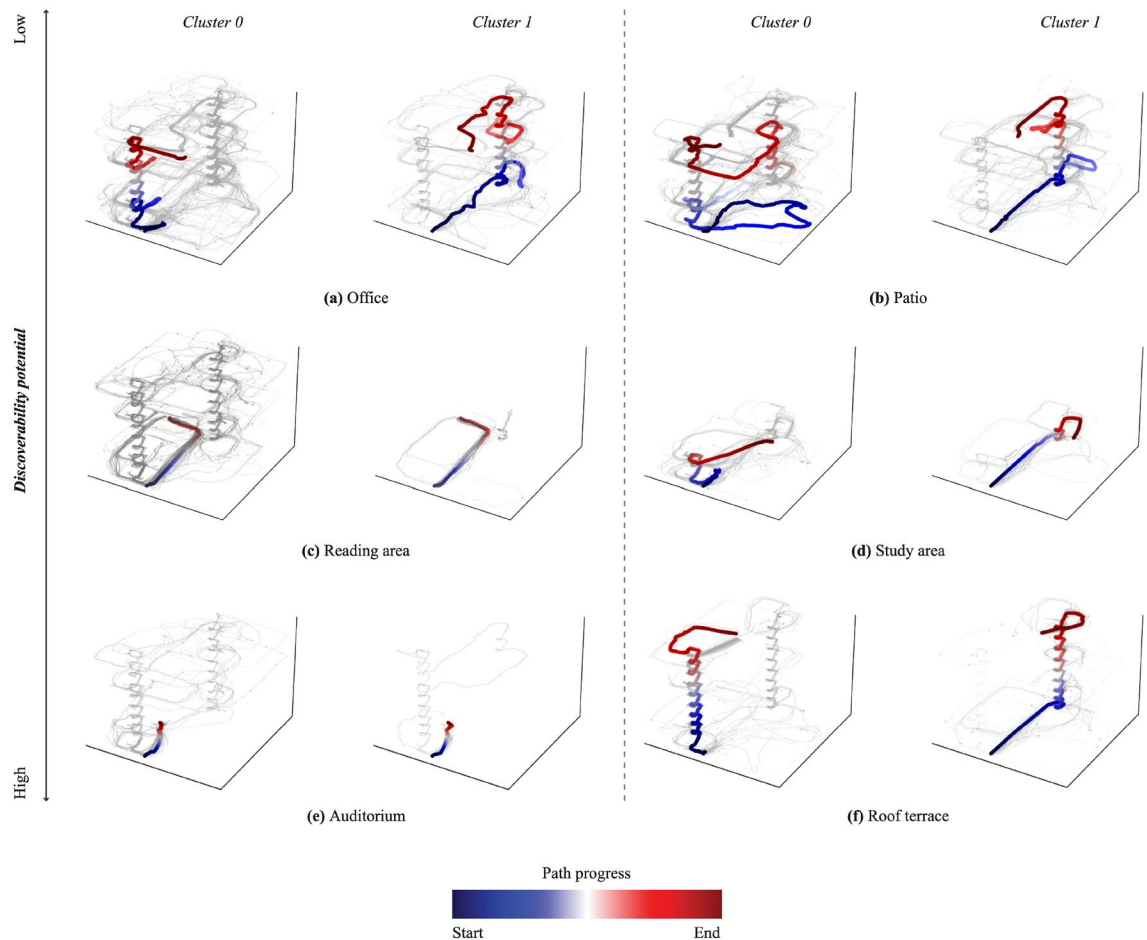 Low
Cluster 0
Cluster 1
Cluster 0
Cluster 1
(a) Office
(b) Patio
Discoverability potential
(c) Reading area
(d) Study area
High
(e) Auditorium
(f) Roof terrace
Path progress
Start
End